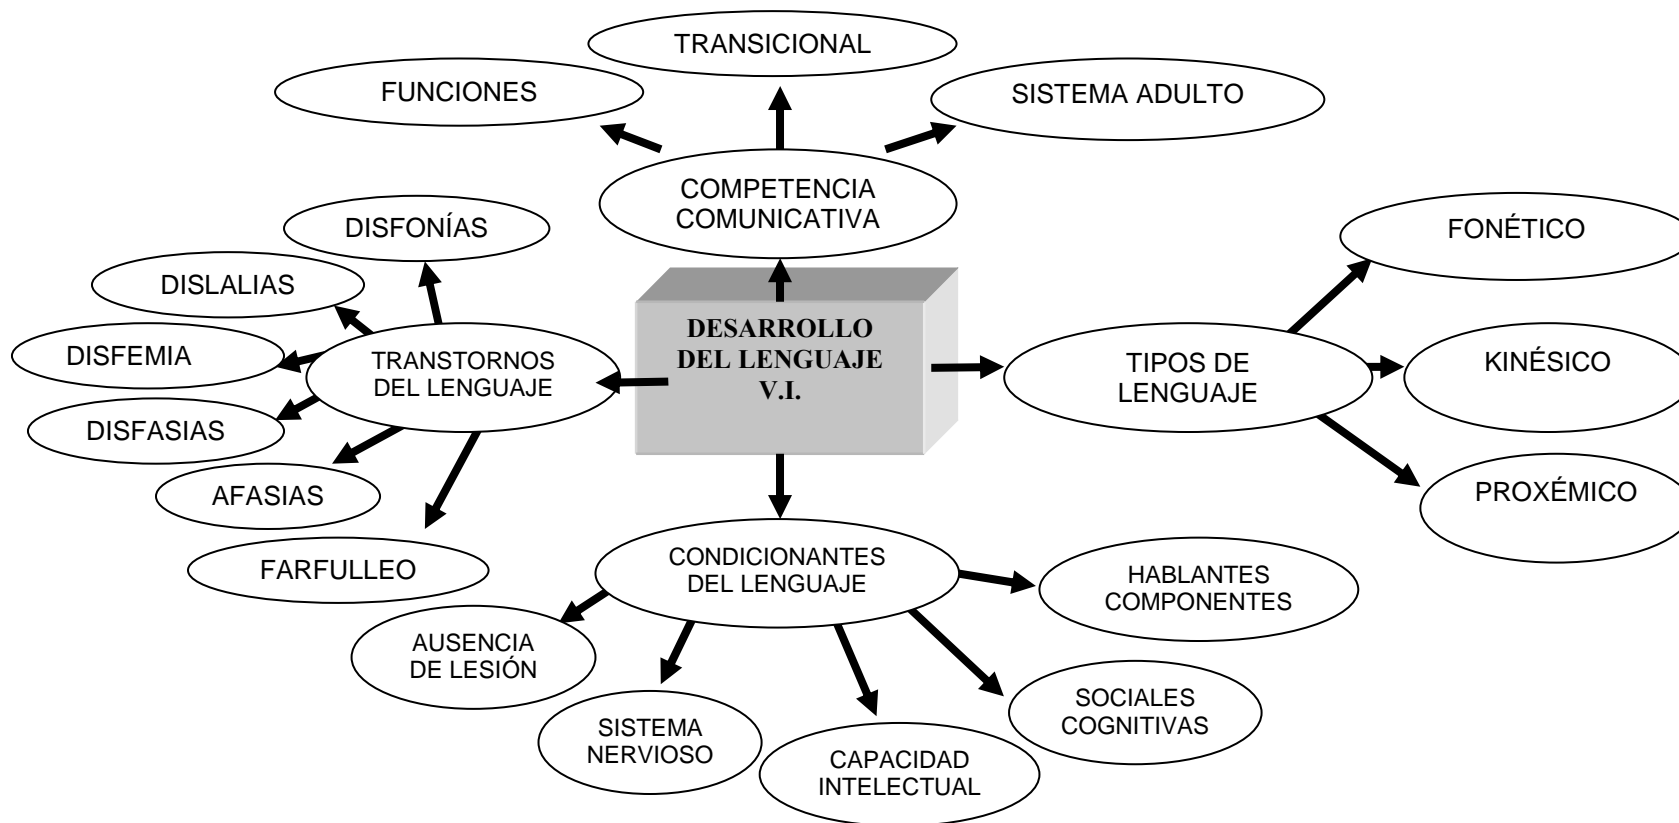 TRANSICIONAL
FUNCIONES
SISTEMA ADULTO
COMPETENCIA
COMUNICATIVA
DISFONÍAS
DISLALIAS
DISFEMIA
DISFASIAS
AFASIAS
FARFULLEO
TRANSTORNOS
DEL LENGUAJE
DESARROLLO
DEL LENGUAJE
V.I.
TIPOS DE
LENGUAJE
FONÉTICO
KINÉSICO
PROXÉMICO
CONDICIONANTES
DEL LENGUAJE
HABLANTES
COMPONENTES
AUSENCIA
DE LESIÓN
SISTEMA
NERVIOSO
CAPACIDAD
INTELECTUAL
SOCIALES
COGNITIVAS